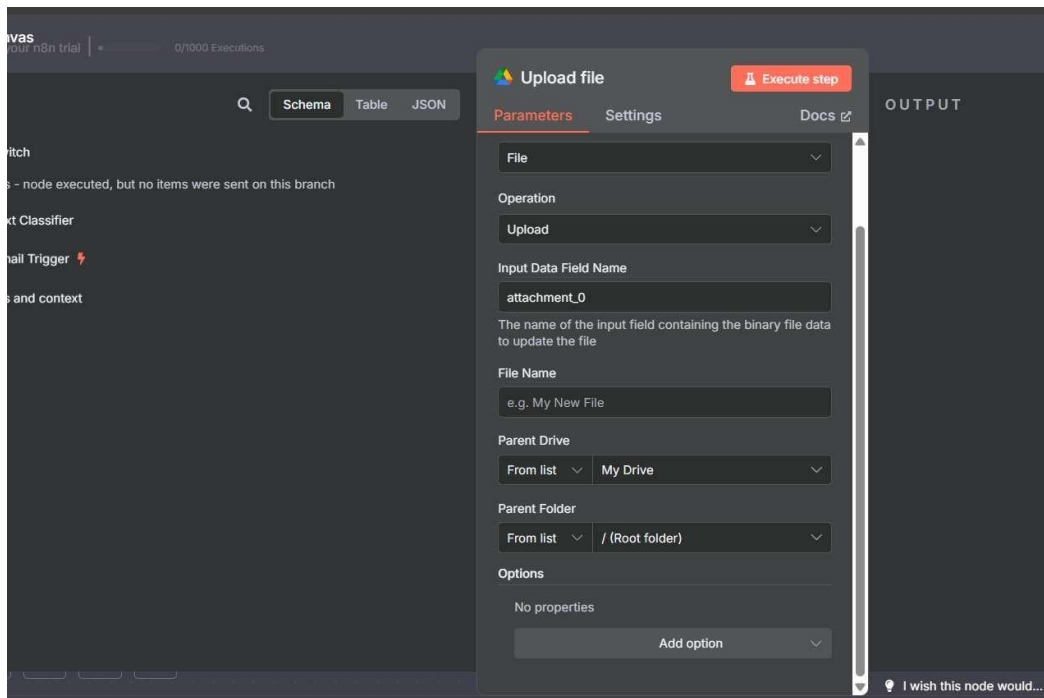 nvas
your n8n trial
0/1000 Executions
Upload file
Execute step
Schema Table JSON
OUTPUT
Parameters Settings Docs
itch
s - node executed, but no items were sent on this branch
xt Classifier
nail Trigger
s and context
File
Operation
Upload
Input Data Field Name
attachment_0
The name of the input field containing the binary file data
to update the file
File Name
e.g. My New File
Parent Drive
From list My Drive
Parent Folder
From list / (Root folder)
Options
No properties
Add option
I wish this node would...